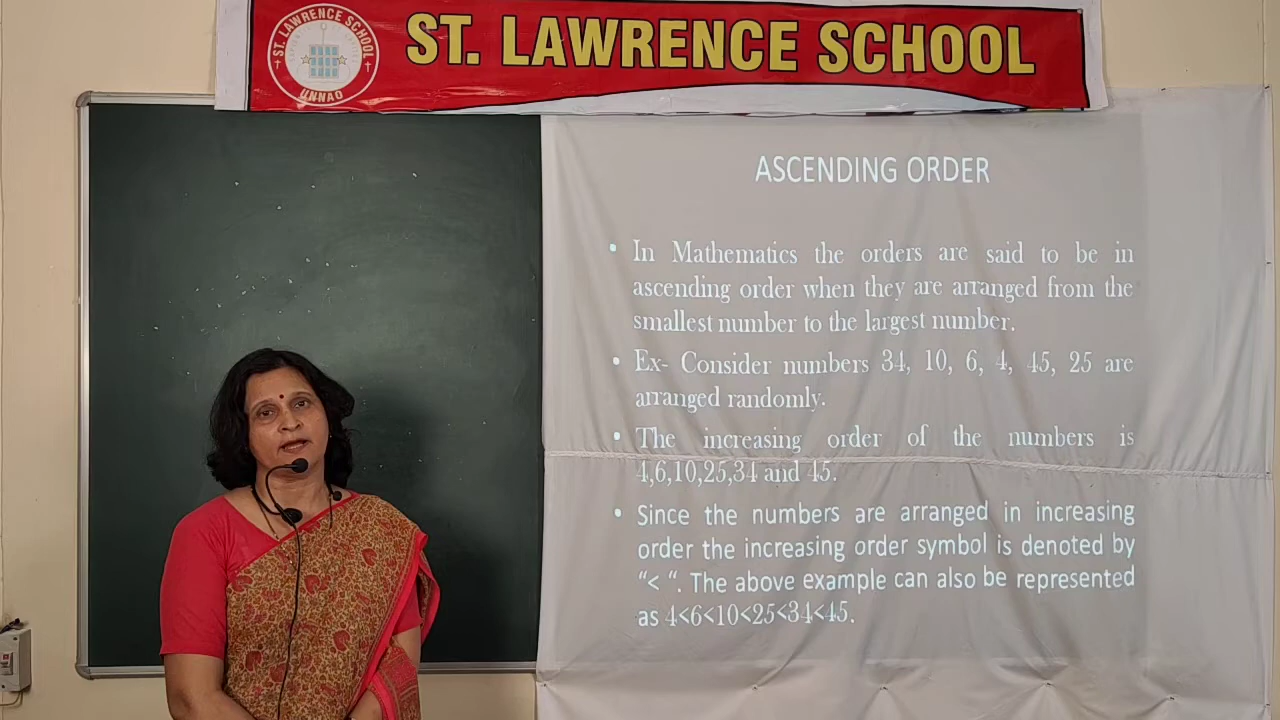 ST. LAWRENCE SCHOOL
ST. LAWRENCE SCHOOL
UNNAO
ASCENDING ORDER
• In Mathematics the orders are said to be in
ascending order when they are arranged from the
smallest number to the largest number.
• Ex- Consider numbers 34, 10, 6, 4, 45, 25 are
arranged randomly.
• The increasing order of the numbers is
4,6,10,25,34 and 45.
• Since the numbers are arranged in increasing
order the increasing order symbol is denoted by
“< “. The above example can also be represented
as 4<6<10<25<34<45.